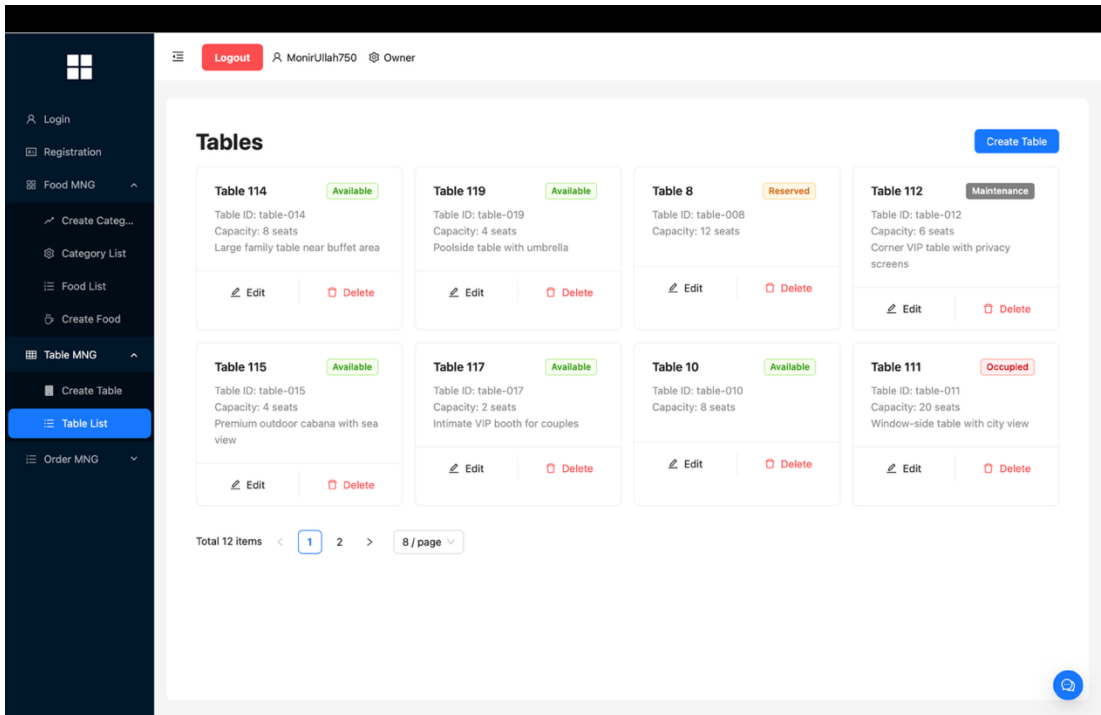 Logout MonirUllah750 Owner
Login
Registration
Food MNG
Create Categ...
Category List
Food List
Create Food
Table MNG
Create Table
Table List
Order MNG
Tables
Create Table
Table 114 Available
Table ID: table-014
Capacity: 8 seats
Large family table near buffet area
Edit Delete
Table 119 Available
Table ID: table-019
Capacity: 4 seats
Poolside table with umbrella
Edit Delete
Table 8 Reserved
Table ID: table-008
Capacity: 12 seats
Edit Delete
Table 112 Maintenance
Table ID: table-012
Capacity: 6 seats
Corner VIP table with privacy
screens
Edit Delete
Table 115 Available
Table ID: table-015
Capacity: 4 seats
Premium outdoor cabana with sea
view
Edit Delete
Table 117 Available
Table ID: table-017
Capacity: 2 seats
Intimate VIP booth for couples
Edit Delete
Table 10 Available
Table ID: table-010
Capacity: 8 seats
Edit Delete
Table 111 Occupied
Table ID: table-011
Capacity: 20 seats
Window-side table with city view
Edit Delete
Total 12 items < 1 2 > 8 / page